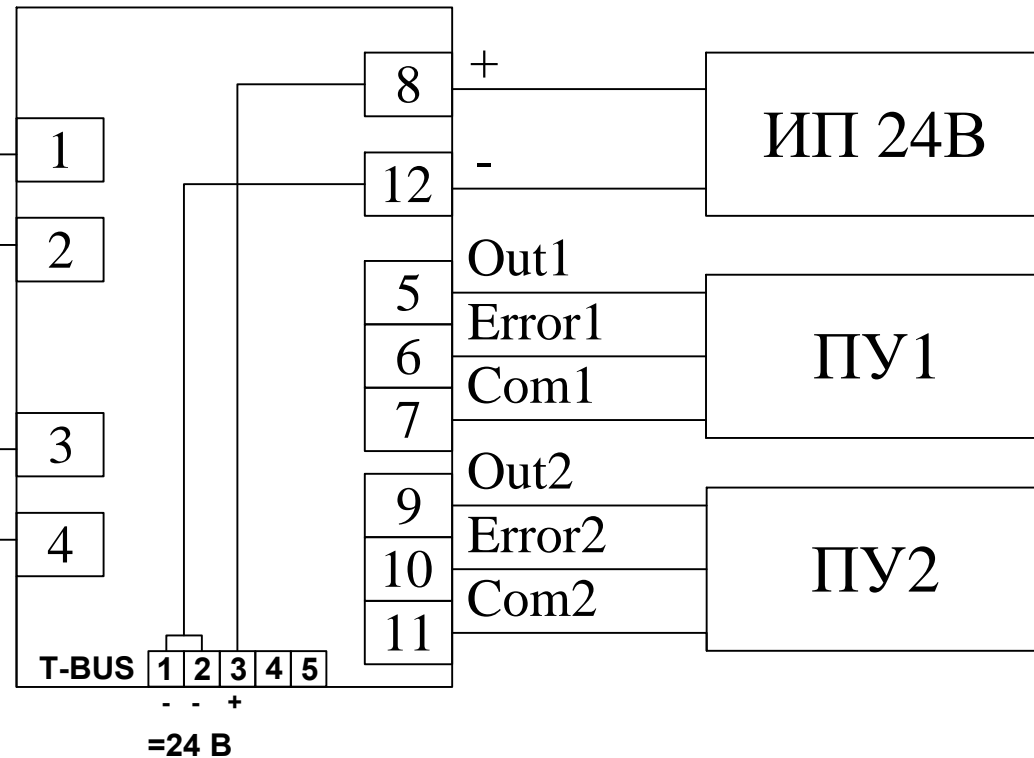 1
2
3
4
8 +
12 -
ИП 24В
5 Out1
6 Error1
7 Com1
ПУ1
9 Out2
10 Error2
11 Com2
ПУ2
T-BUS 1 2 3 4 5
- - +
=24 В